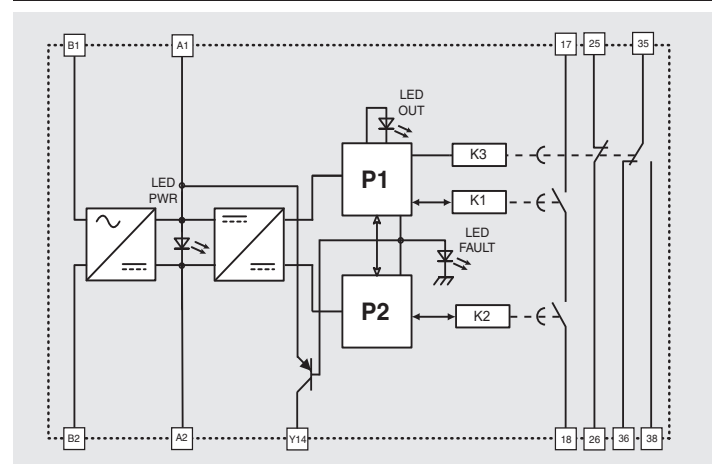 B1 A1 17 25 35
LED
OUT
P1
K3
LED
PWR
K1
LED
FAULT
P2
K2
B2 A2 Y14 18 26 36 38